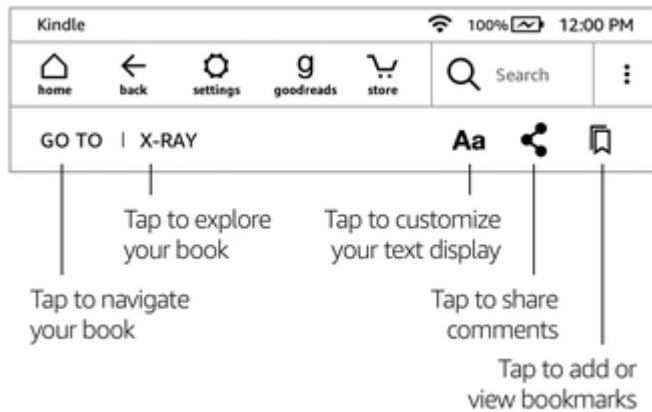 Kindle 100% 12:00 PM
home back settings goodreads store Search
GO TO | X-RAY Aa
Tap to explore your book
Tap to customize your text display
Tap to navigate your book
Tap to share comments
Tap to add or view bookmarks